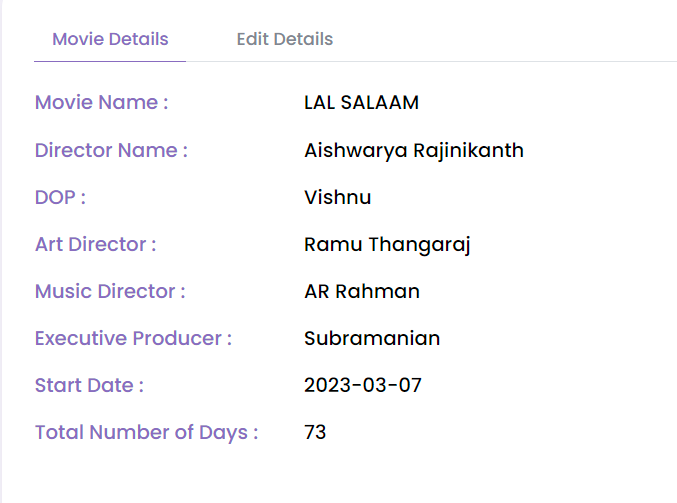 Movie Details Edit Details
Movie Name : LAL SALAAM
Director Name : Aishwarya Rajinikanth
DOP : Vishnu
Art Director : Ramu Thangaraj
Music Director : AR Rahman
Executive Producer : Subramanian
Start Date : 2023-03-07
Total Number of Days : 73